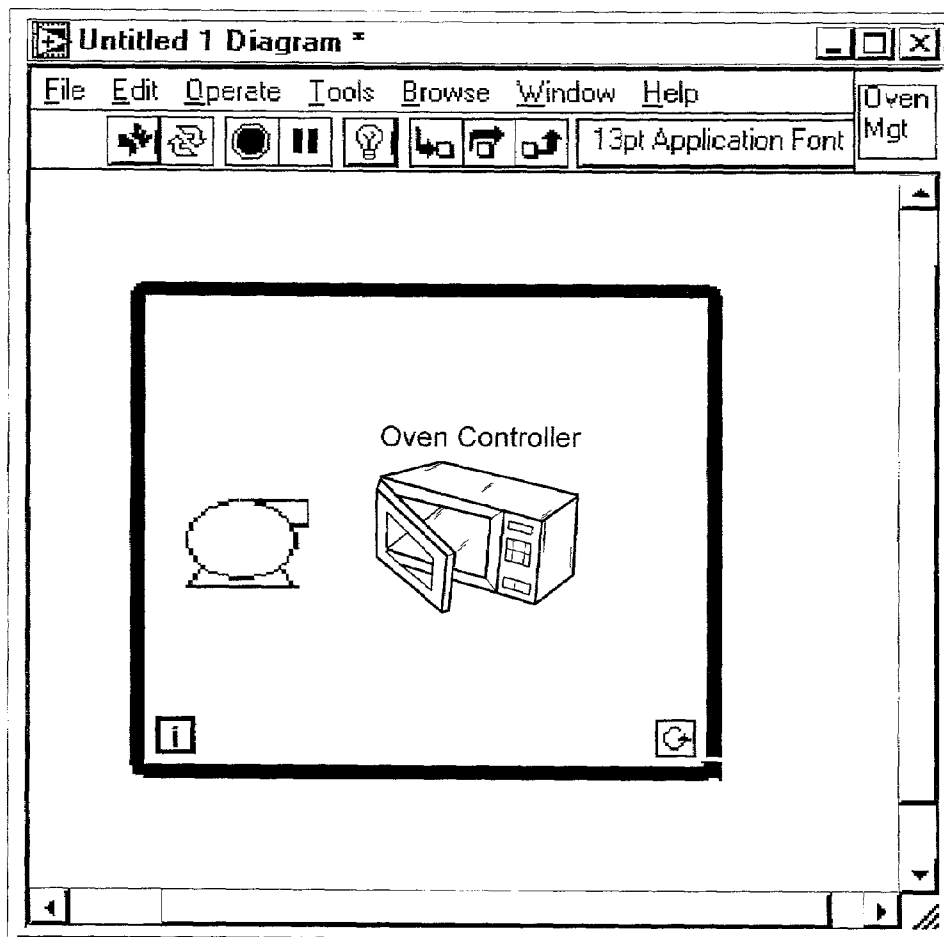 Untitled 1 Diagram *
File Edit Operate Tools Browse Window Help
Oven
Mgt
13pt Application Font
Oven Controller
i